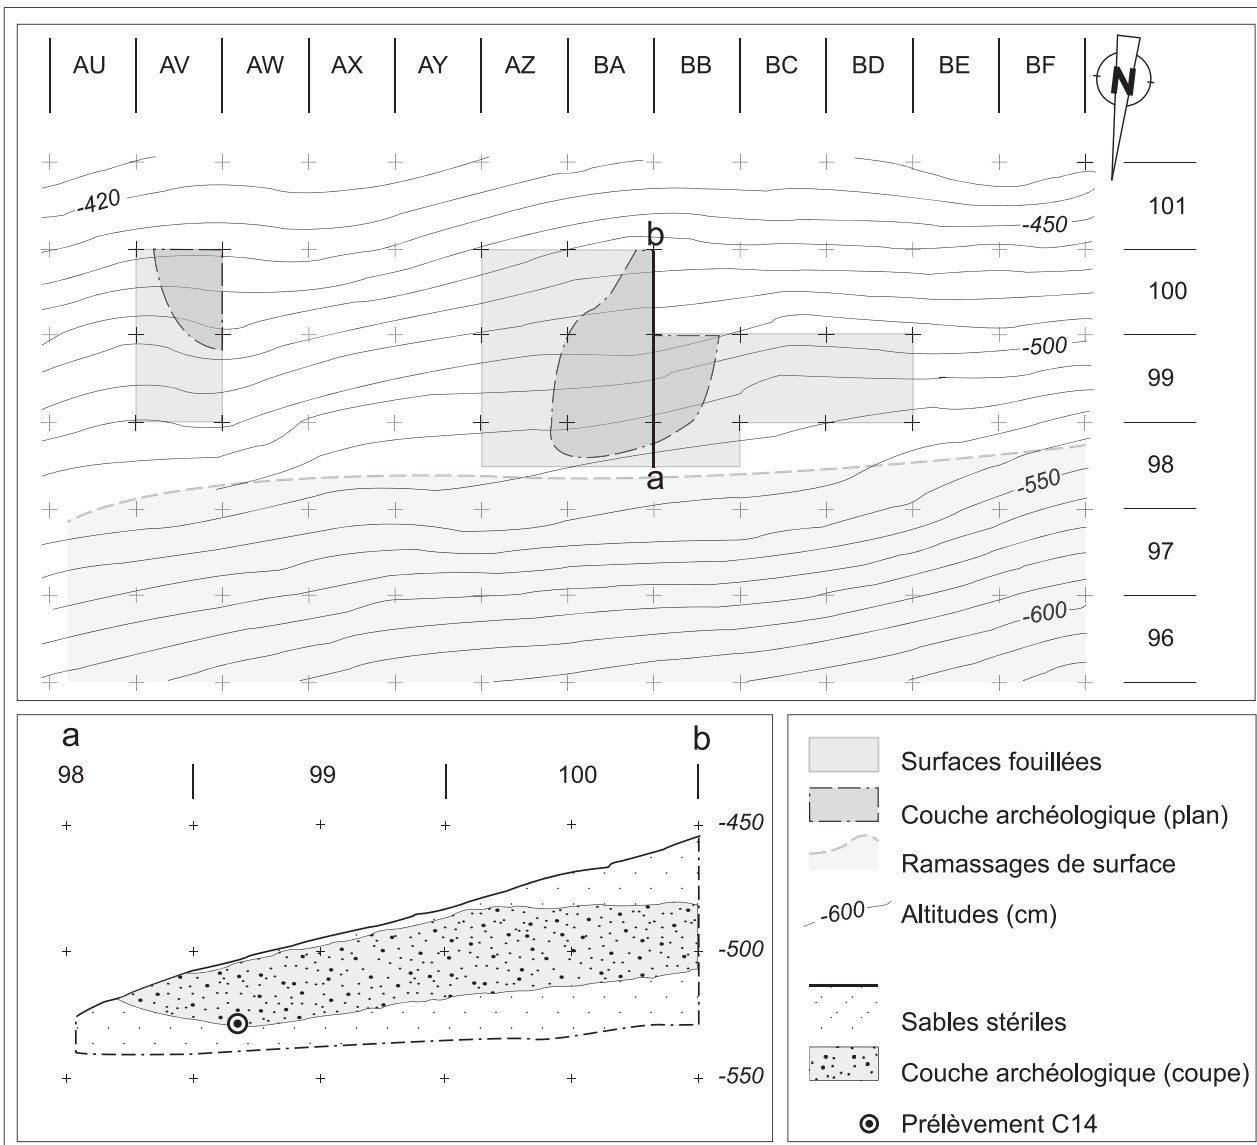 AU AV AW AX AY AZ BA BB BC BD BE BF N
-420 101
-450
b
100
-500
99
98
a
-550
97
-600
96
a b
98 99 100
-450
-500
-550
Surfaces fouillées
Couche archéologique (plan)
Ramassages de surface
-600 Altitudes (cm)
Sables stériles
Couche archéologique (coupe)
Prélèvement C14